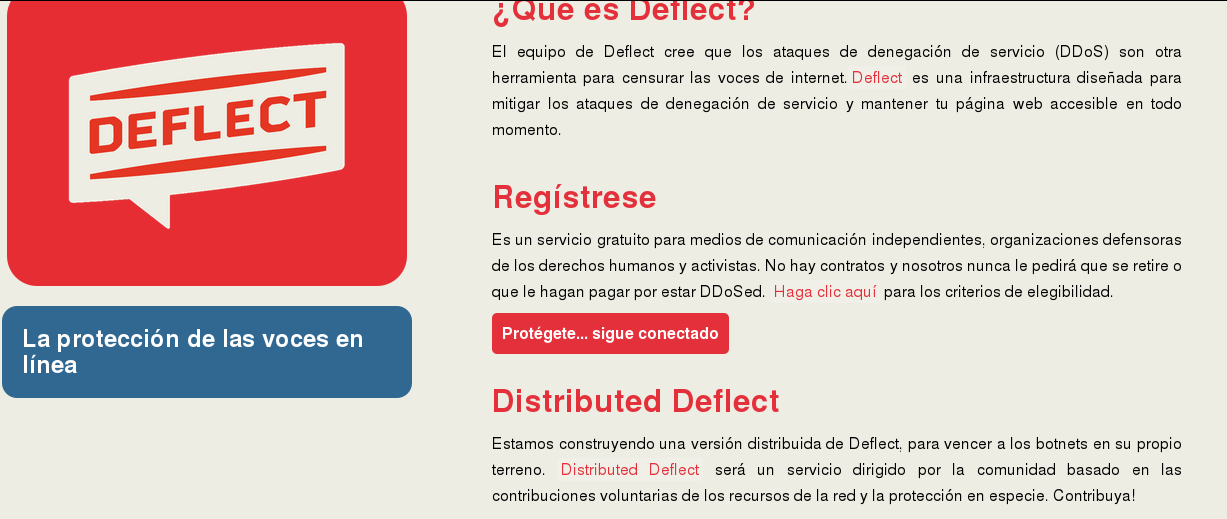 ¿Qué es Deflect?
El equipo de Deflect cree que los ataques de denegación de servicio (DDoS) son otra
herramienta para censurar las voces de internet. Deflect es una infraestructura diseñada para
mitigar los ataques de denegación de servicio y mantener tu página web accesible en todo
momento.
DEFLECT
La protección de las voces en
línea
Regístrese
Es un servicio gratuito para medios de comunicación independientes, organizaciones defensoras
de los derechos humanos y activistas. No hay contratos y nosotros nunca le pedirá que se retire o
que le hagan pagar por estar DDoSed. Haga clic aquí para los criterios de elegibilidad.
Protégete... sigue conectado
Distributed Deflect
Estamos construyendo una versión distribuida de Deflect, para vencer a los botnets en su propio
terreno. Distributed Deflect será un servicio dirigido por la comunidad basado en las
contribuciones voluntarias de los recursos de la red y la protección en especie. Contribuya!